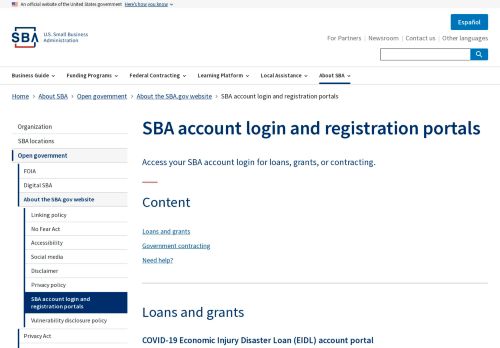 An official website of the United States government Here's how you know
Español
SBA U.S. Small Business
Administration
For Partners Newsroom Contact us Other languages
Business Guide Funding Programs Federal Contracting Learning Platform Local Assistance About SBA
Home › About SBA › Open government › About the SBA.gov website › SBA account login and registration portals
Organization
SBA locations
Open government
FOIA
Digital SBA
About the SBA.gov website
Linking policy
No Fear Act
Accessibility
Social media
Disclaimer
Privacy policy
SBA account login and
registration portals
Vulnerability disclosure policy
Privacy Act
SBA account login and registration portals
Access your SBA account login for loans, grants, or contracting.
Content
Loans and grants
Government contracting
Need help?
Loans and grants
COVID-19 Economic Injury Disaster Loan (EIDL) account portal